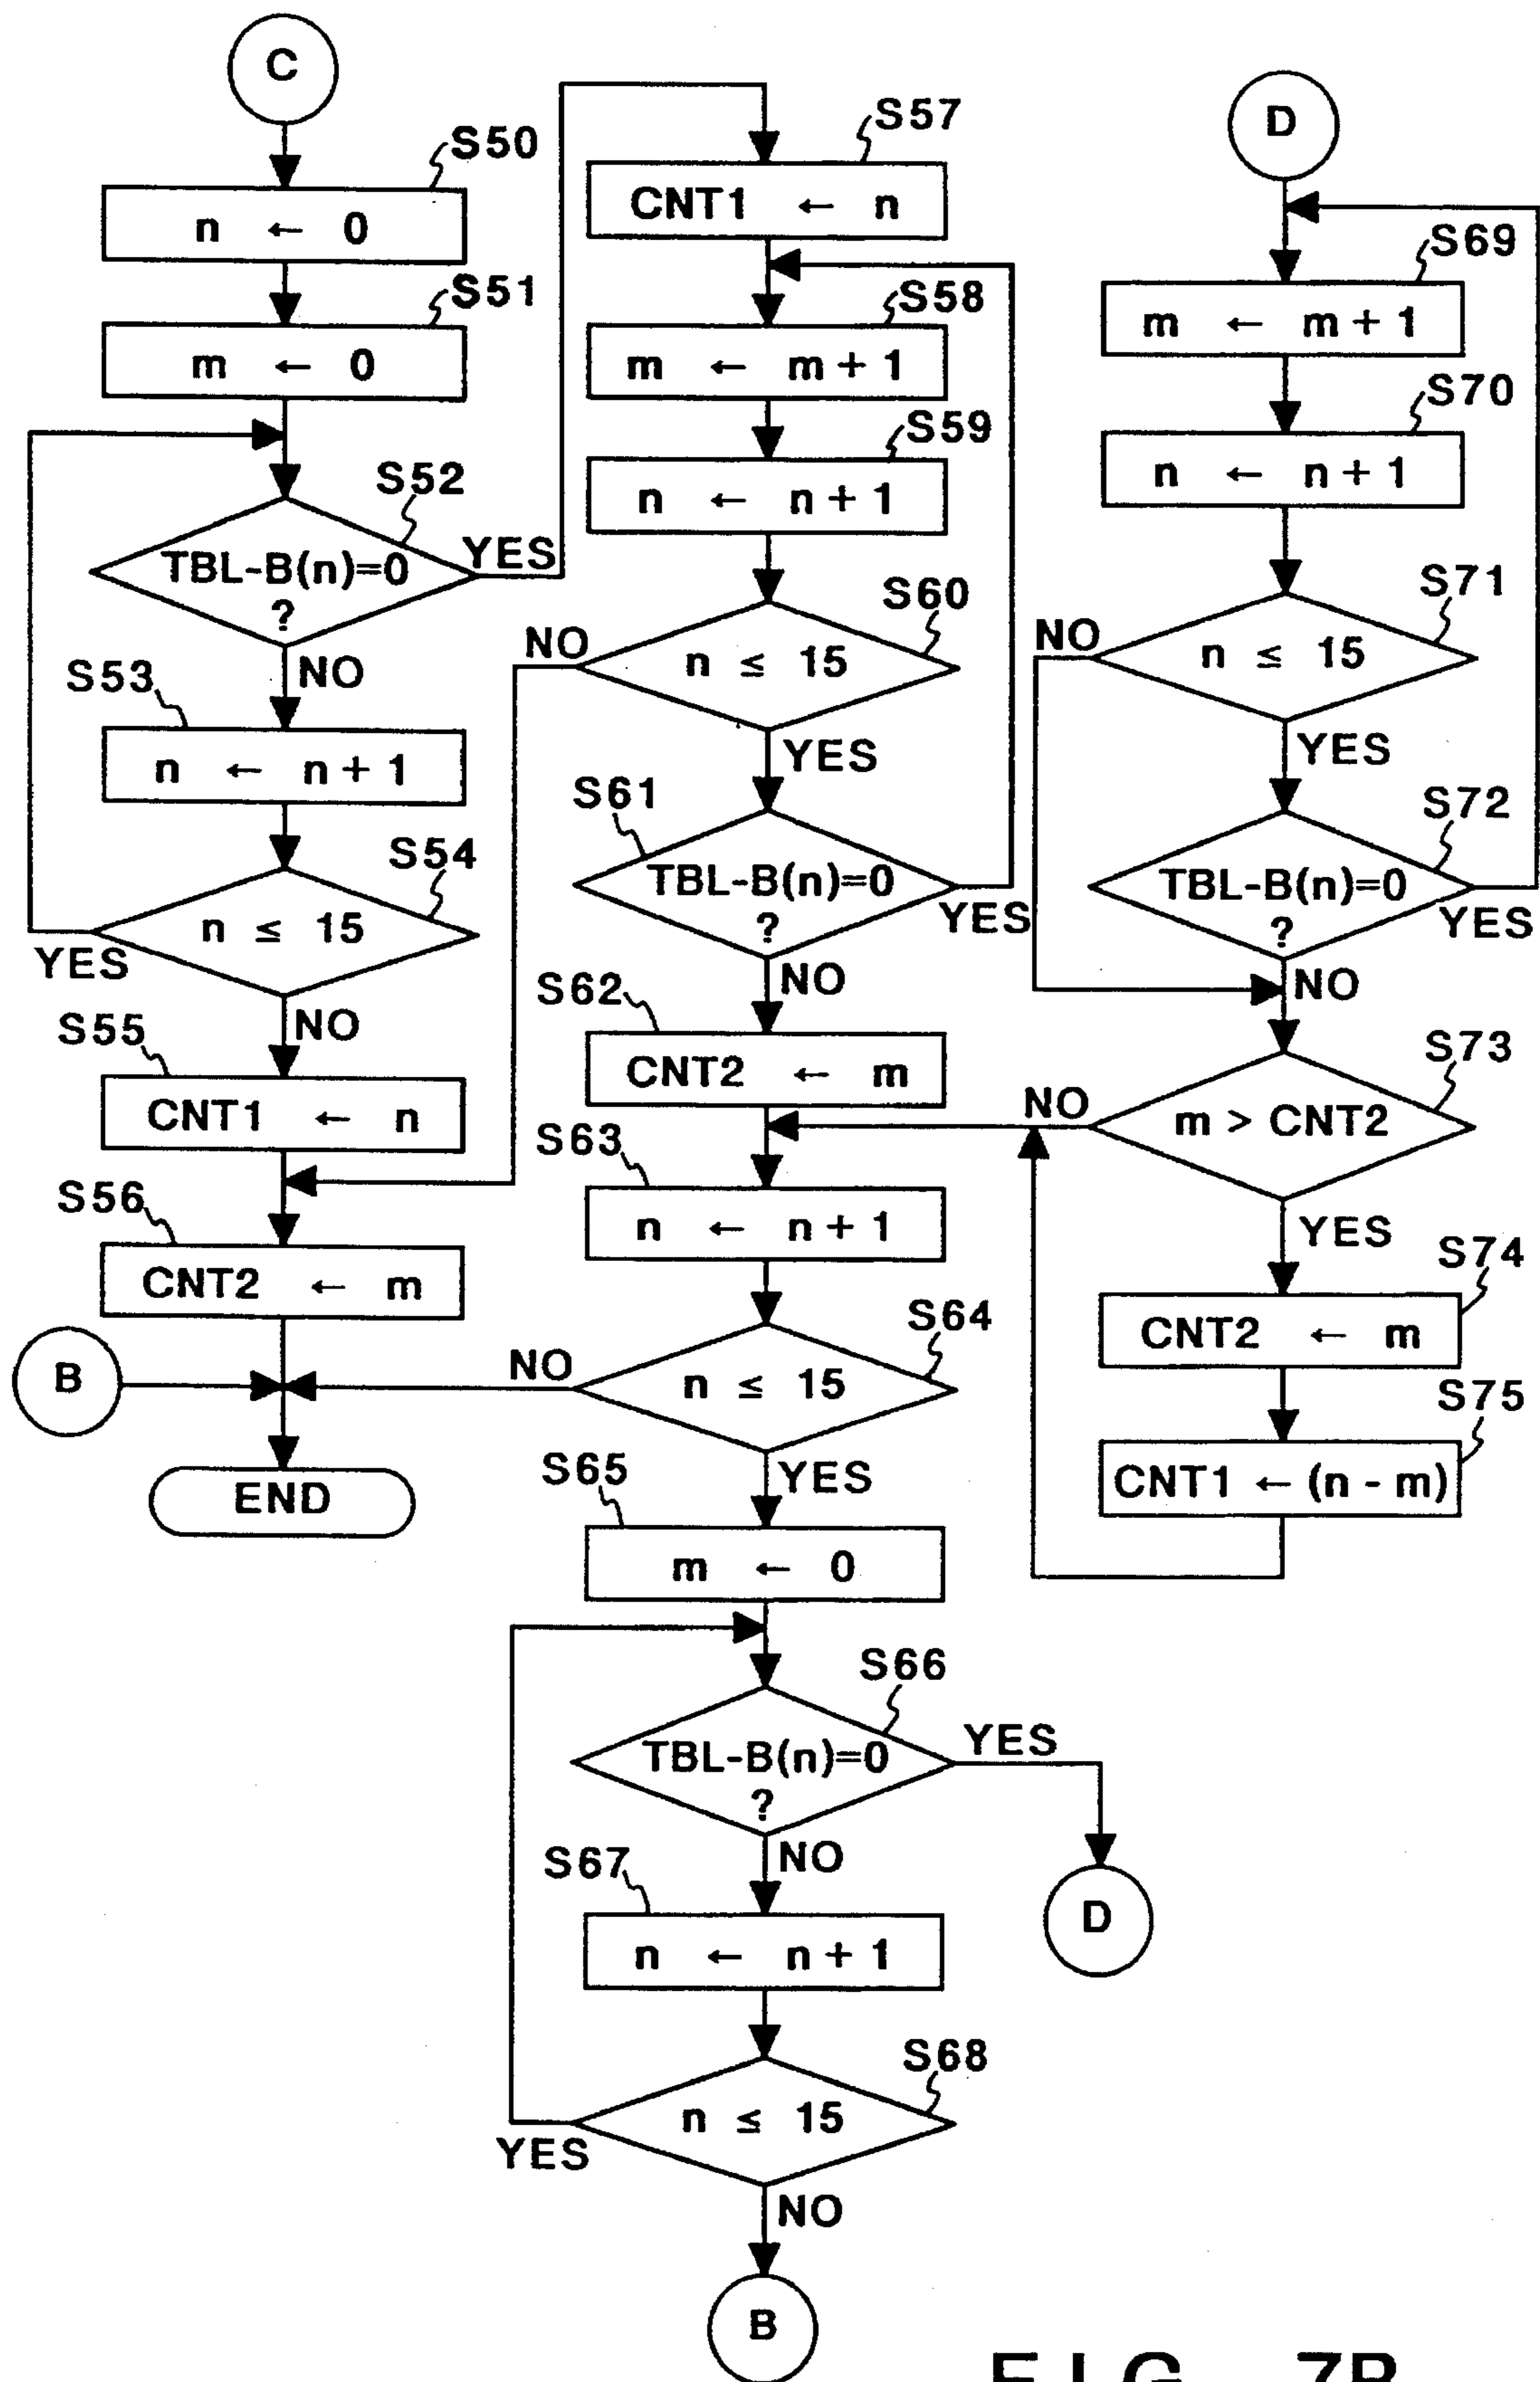 C
S50
n ← 0
S51
m ← 0
S52
TBL-B(n)=0
?
YES
NO
S53
n ← n + 1
S54
n ≤ 15
YES
NO
S55
CNT1 ← n
S56
CNT2 ← m
B
END
S57
CNT1 ← n
S58
m ← m + 1
S59
n ← n + 1
S60
n ≤ 15
NO
YES
S61
TBL-B(n)=0
?
YES
NO
S62
CNT2 ← m
S63
n ← n + 1
S64
n ≤ 15
NO
YES
S65
m ← 0
S66
TBL-B(n)=0
?
YES
D
NO
S67
n ← n + 1
S68
n ≤ 15
YES
NO
B
D
S69
m ← m + 1
S70
n ← n + 1
S71
n ≤ 15
NO
YES
S72
TBL-B(n)=0
?
YES
NO
S73
m > CNT2
NO
YES
S74
CNT2 ← m
S75
CNT1 ← (n - m)
FIG. 7B